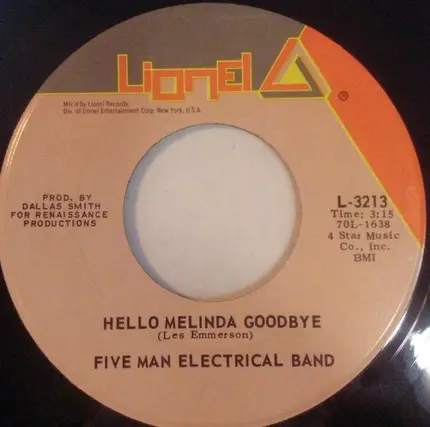 Lionel
®
Mfr'd by Lionel Records.
Div. of Lionel Entertainment Corp. New York, U.S.A.
PROD. BY
DALLAS SMITH
FOR RENAISSANCE
PRODUCTIONS
L-3213
Time: 3:15
70L-1638
4 Star Music
Co., Inc.
BMI
HELLO MELINDA GOODBYE
(Les Emmerson)
FIVE MAN ELECTRICAL BAND